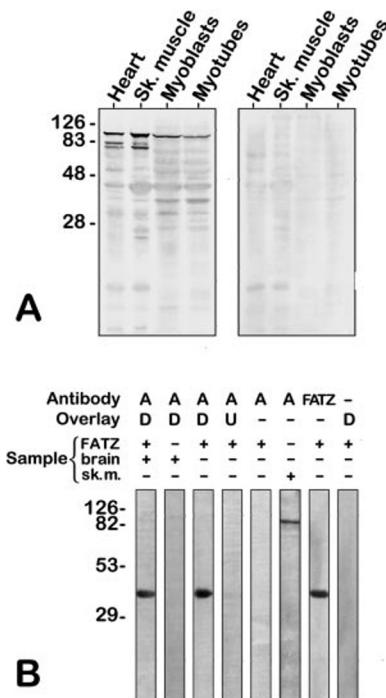 Heart Sk. muscle Myoblasts Myotubes Heart Sk. muscle Myoblasts Myotubes
126 -
83 -
48 -
28 -
A
Antibody A A A A A A FATZ –
Overlay D D D U – – – D
Sample { FATZ + – + + + – + +
brain + + – – – – – –
sk.m. – – – – – + – –
126-
82-
53-
29-
B